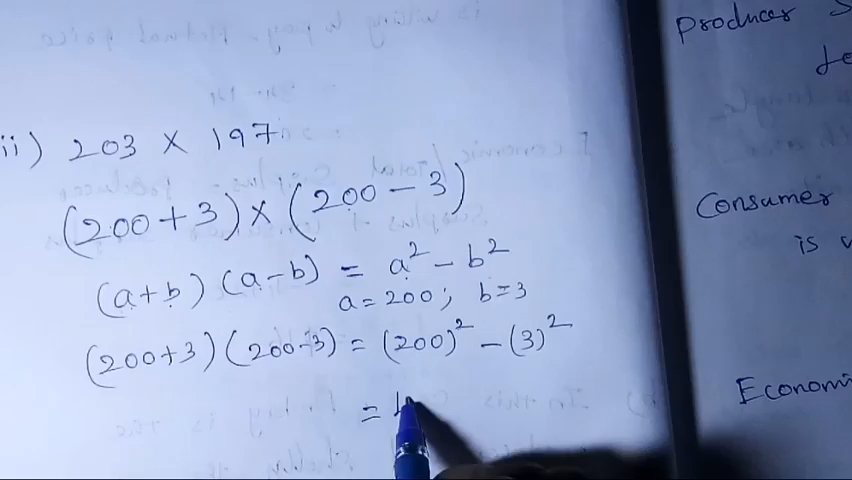 ii) 203 × 197
(200 + 3) × (200 - 3)
(a+b) (a-b) = a² - b²
a = 200; b = 3
(200+3) (200-3) = (200)² - (3)²
=
Producer
Consumer
is
Economi